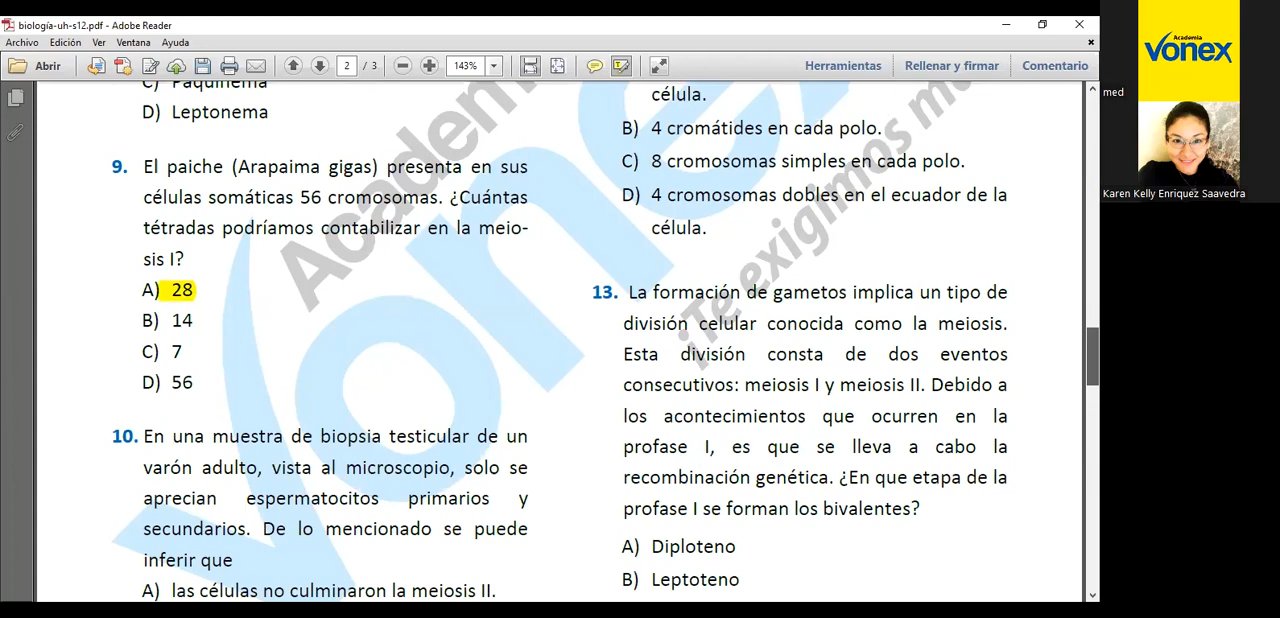 biología-uh-s12.pdf - Adobe Reader
Archivo Edición Ver Ventana Ayuda
Abrir
2 / 3
143%
Herramientas
Rellenar y firmar
Comentario
C) Paquinema
D) Leptonema
9. El paiche (Arapaima gigas) presenta en sus
células somáticas 56 cromosomas. ¿Cuántas
tétradas podríamos contabilizar en la meio-
sis I?
A) 28
B) 14
C) 7
D) 56
10. En una muestra de biopsia testicular de un
varón adulto, vista al microscopio, solo se
aprecian espermatocitos primarios y
secundarios. De lo mencionado se puede
inferir que
A) las células no culminaron la meiosis II.
célula.
B) 4 cromátides en cada polo.
C) 8 cromosomas simples en cada polo.
D) 4 cromosomas dobles en el ecuador de la
célula.
13. La formación de gametos implica un tipo de
división celular conocida como la meiosis.
Esta división consta de dos eventos
consecutivos: meiosis I y meiosis II. Debido a
los acontecimientos que ocurren en la
profase I, es que se lleva a cabo la
recombinación genética. ¿En que etapa de la
profase I se forman los bivalentes?
A) Diploteno
B) Leptoteno
Academ
Vonex
¡Te exigimos m
Academia
Vonex
med
Karen Kelly Enriquez Saavedra